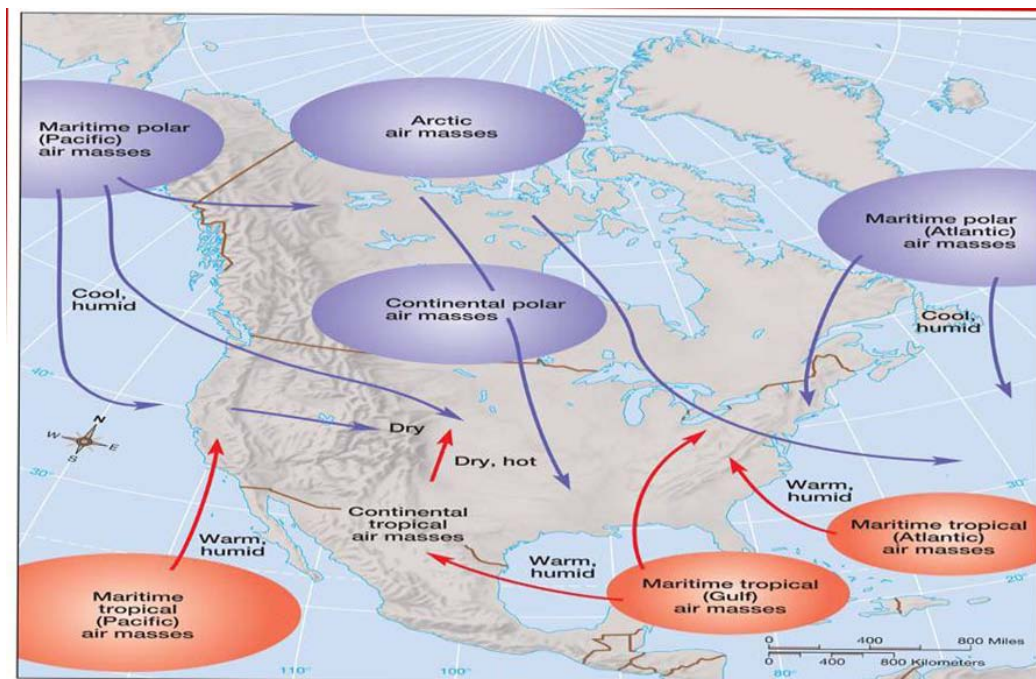 Maritime polar
(Pacific)
air masses
Arctic
air masses
Maritime polar
(Atlantic)
air masses
Cool,
humid
Continental polar
air masses
Cool,
humid
40°
N
W
E
S
Dry
Dry, hot
30°
Continental
tropical
air masses
Warm,
humid
Warm,
humid
30°
Maritime tropical
(Atlantic)
air masses
Warm,
humid
Maritime
tropical
(Pacific)
air masses
Maritime tropical
(Gulf)
air masses
20°
0 400 800 Miles
0 400 800 Kilometers
110°
100°
80°